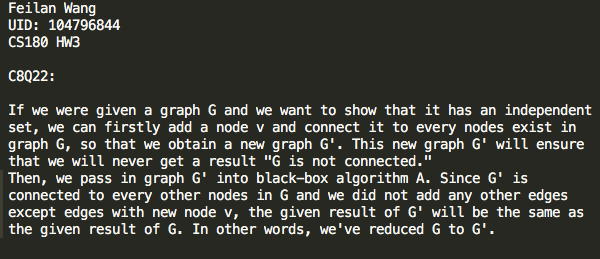 Feilan Wang
UID: 104796844
CS180 HW3
C8Q22:
If we were given a graph G and we want to show that it has an independent
set, we can firstly add a node v and connect it to every nodes exist in
graph G, so that we obtain a new graph G'. This new graph G' will ensure
that we will never get a result "G is not connected."
Then, we pass in graph G' into black-box algorithm A. Since G' is
connected to every other nodes in G and we did not add any other edges
except edges with new node v, the given result of G' will be the same as
the given result of G. In other words, we've reduced G to G'.